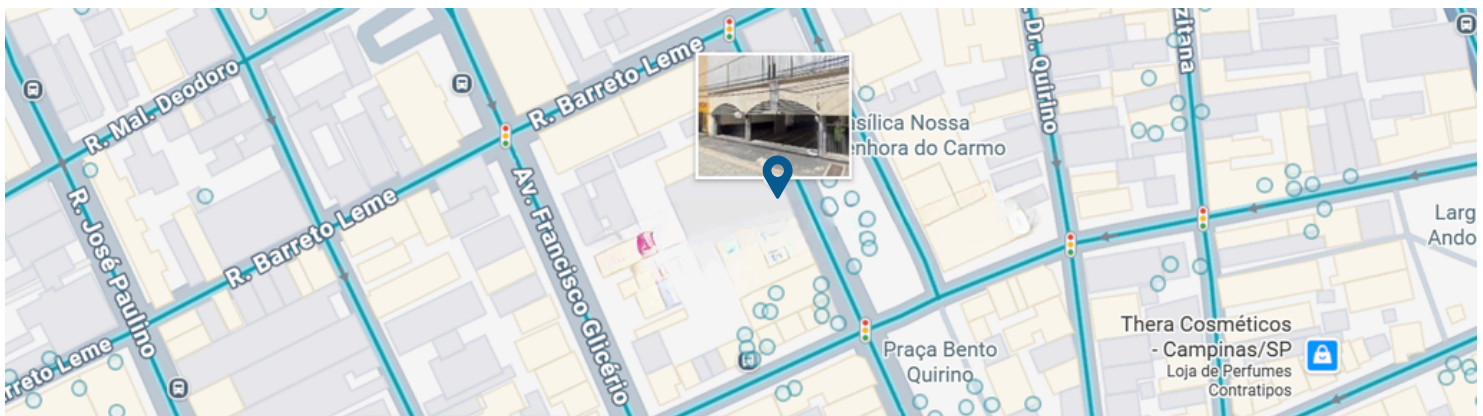 R. Mal. Deodoro
R. José Paulino
R. Barreto Leme
rreto Leme
R. Barreto Leme
Av. Francisco Glicério
asílica Nossa
enhora do Carmo
Dr. Quirino
zitana
Larg
Ando
Praça Bento
Quirino
Thera Cosméticos
- Campinas/SP
Loja de Perfumes
Contratipos